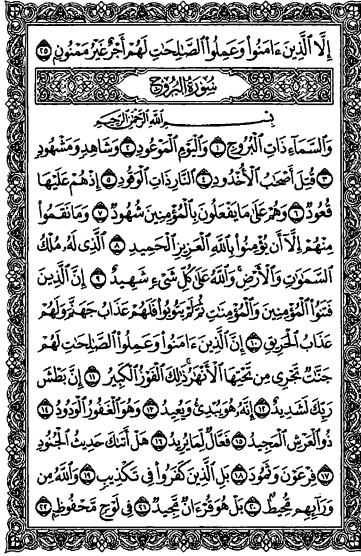 إِلَّا ٱلَّذِينَ ءَامَنُوا۟ وَعَمِلُوا۟ ٱلصَّٰلِحَٰتِ لَهُمْ أَجْرٌ غَيْرُ مَمْنُونٍ ٢٥
سُورَةُ الْبُرُوجِ
بِسْمِ ٱللَّهِ ٱلرَّحْمَٰنِ ٱلرَّحِيمِ
وَٱلسَّمَآءِ ذَاتِ ٱلْبُرُوجِ ١ وَٱلْيَوْمِ ٱلْمَوْعُودِ ٢ وَشَاهِدٍ وَمَشْهُودٍ
٣ قُتِلَ أَصْحَٰبُ ٱلْأُخْدُودِ ٤ ٱلنَّارِ ذَاتِ ٱلْوَقُودِ ٥ إِذْ هُمْ عَلَيْهَا
قُعُودٌ ٦ وَهُمْ عَلَىٰ مَا يَفْعَلُونَ بِٱلْمُؤْمِنِينَ شُهُودٌ ٧ وَمَا نَقَمُوا۟
مِنْهُمْ إِلَّآ أَن يُؤْمِنُوا۟ بِٱللَّهِ ٱلْعَزِيزِ ٱلْحَمِيدِ ٨ ٱلَّذِى لَهُۥ مُلْكُ
ٱلسَّمَٰوَٰتِ وَٱلْأَرْضِ ۚ وَٱللَّهُ عَلَىٰ كُلِّ شَىْءٍ شَهِيدٌ ٩ إِنَّ ٱلَّذِينَ
فَتَنُوا۟ ٱلْمُؤْمِنِينَ وَٱلْمُؤْمِنَٰتِ ثُمَّ لَمْ يَتُوبُوا۟ فَلَهُمْ عَذَابُ جَهَنَّمَ وَلَهُمْ
عَذَابُ ٱلْحَرِيقِ ١٠ إِنَّ ٱلَّذِينَ ءَامَنُوا۟ وَعَمِلُوا۟ ٱلصَّٰلِحَٰتِ لَهُمْ
جَنَّٰتٌ تَجْرِى مِن تَحْتِهَا ٱلْأَنْهَٰرُ ۚ ذَٰلِكَ ٱلْفَوْزُ ٱلْكَبِيرُ ١١ إِنَّ بَطْشَ
رَبِّكَ لَشَدِيدٌ ١٢ إِنَّهُۥ هُوَ يُبْدِئُ وَيُعِيدُ ١٣ وَهُوَ ٱلْغَفُورُ ٱلْوَدُودُ ١٤
ذُو ٱلْعَرْشِ ٱلْمَجِيدُ ١٥ فَعَّالٌ لِّمَا يُرِيدُ ١٦ هَلْ أَتَىٰكَ حَدِيثُ ٱلْجُنُودِ
١٧ فِرْعَوْنَ وَثَمُودَ ١٨ بَلِ ٱلَّذِينَ كَفَرُوا۟ فِى تَكْذِيبٍ ١٩ وَٱللَّهُ مِن
وَرَآئِهِم مُّحِيطٌۢ ٢٠ بَلْ هُوَ قُرْءَانٌ مَّجِيدٌ ٢١ فِى لَوْحٍ مَّحْفُوظٍۭ ٢٢